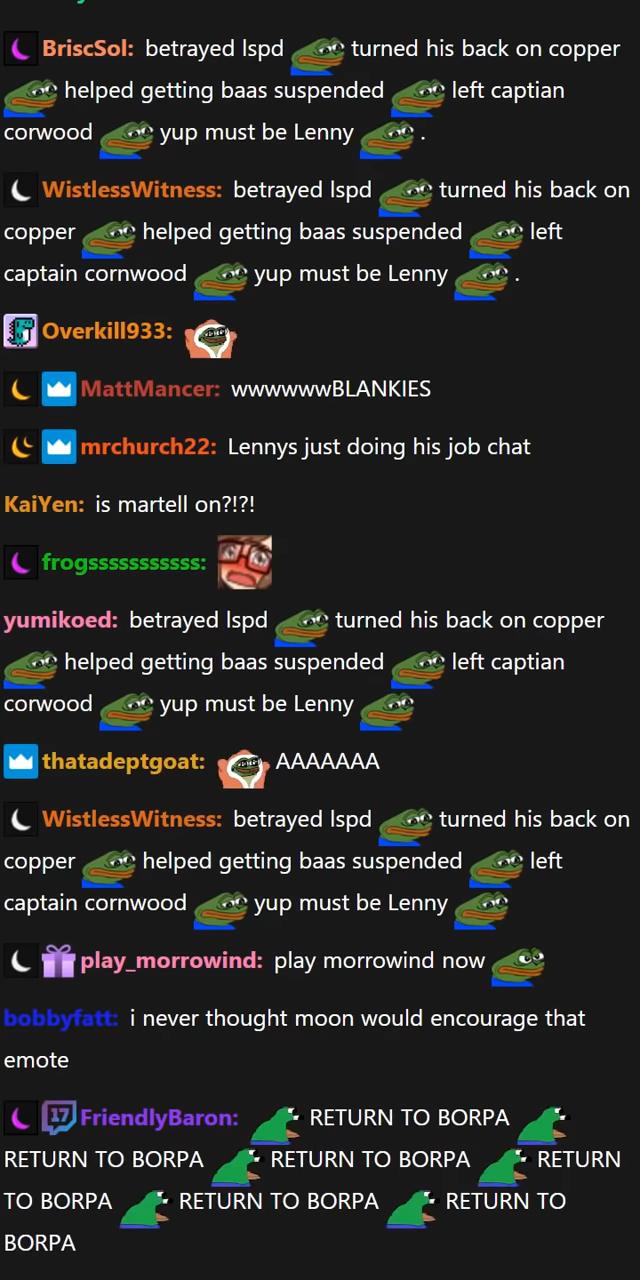 BriscSol: betrayed lspd turned his back on copper
helped getting baas suspended left captian
corwood yup must be Lenny .
WistlessWitness: betrayed lspd turned his back on
copper helped getting baas suspended left
captain cornwood yup must be Lenny .
Overkill933:
MattMancer: wwwwwwBLANKIES
mrchurch22: Lennys just doing his job chat
KaiYen: is martell on?!?!
frogsssssssssss:
yumikoed: betrayed lspd turned his back on copper
helped getting baas suspended left captian
corwood yup must be Lenny
thatadeptgoat: AAAAAAA
WistlessWitness: betrayed lspd turned his back on
copper helped getting baas suspended left
captain cornwood yup must be Lenny
play_morrowind: play morrowind now
bobbyfatt: i never thought moon would encourage that
emote
17 FriendlyBaron: RETURN TO BORPA
RETURN TO BORPA RETURN TO BORPA RETURN
TO BORPA RETURN TO BORPA RETURN TO
BORPA